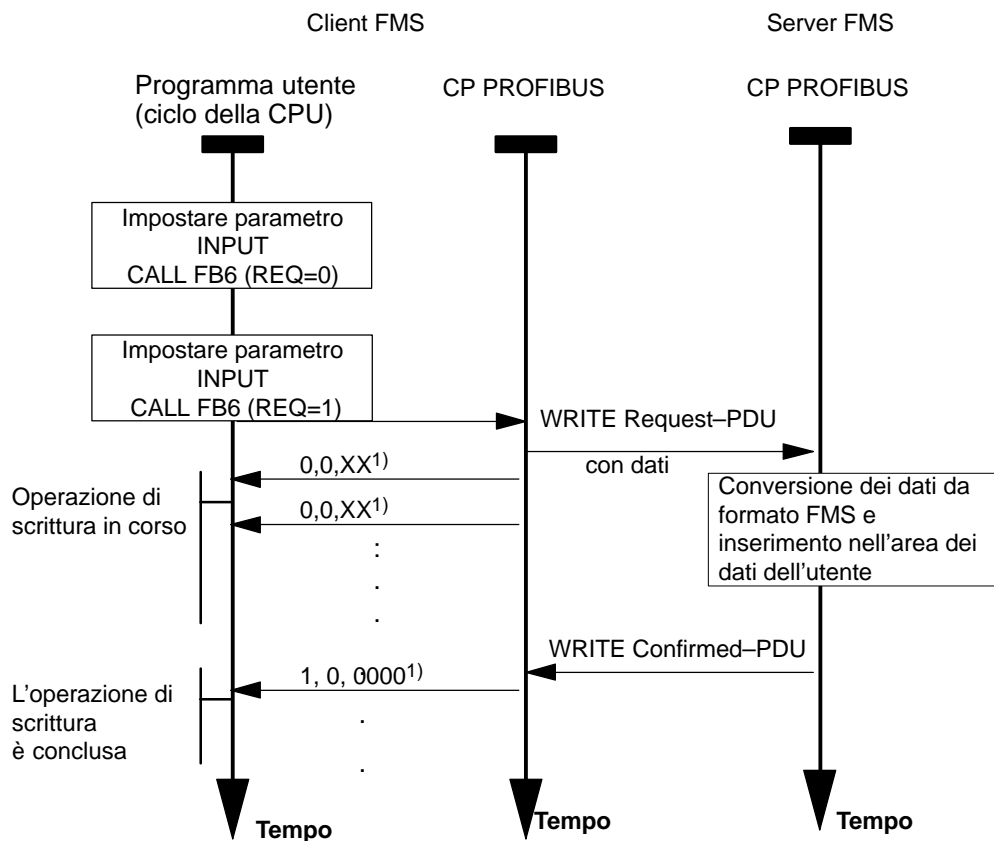 Client FMS
Server FMS
Programma utente
(ciclo della CPU)
CP PROFIBUS
CP PROFIBUS
Impostare parametro
INPUT
CALL FB6 (REQ=0)
Impostare parametro
INPUT
CALL FB6 (REQ=1)
WRITE Request–PDU
con dati
0,0,XX1)
Operazione di
scrittura in corso
0,0,XX1)
Conversione dei dati da
formato FMS e
inserimento nell'area dei
dati dell'utente
WRITE Confirmed–PDU
1, 0, 00001)
L'operazione di
scrittura
è conclusa
Tempo
Tempo
Tempo